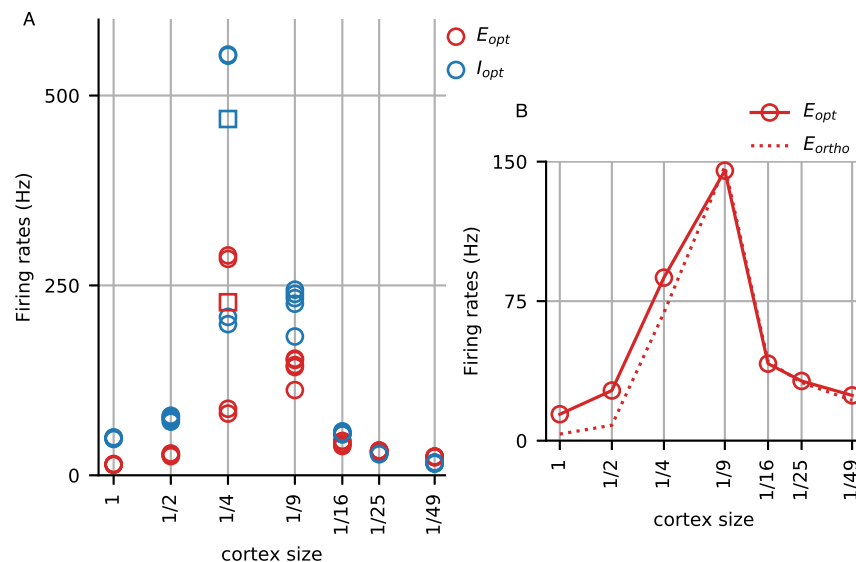 A
E_opt
I_opt
500
250
0
Firing rates (Hz)
1 1/2 1/4 1/9 1/16 1/25 1/49
cortex size
B
E_opt
E_ortho
150
75
0
Firing rates (Hz)
1 1/2 1/4 1/9 1/16 1/25 1/49
cortex size